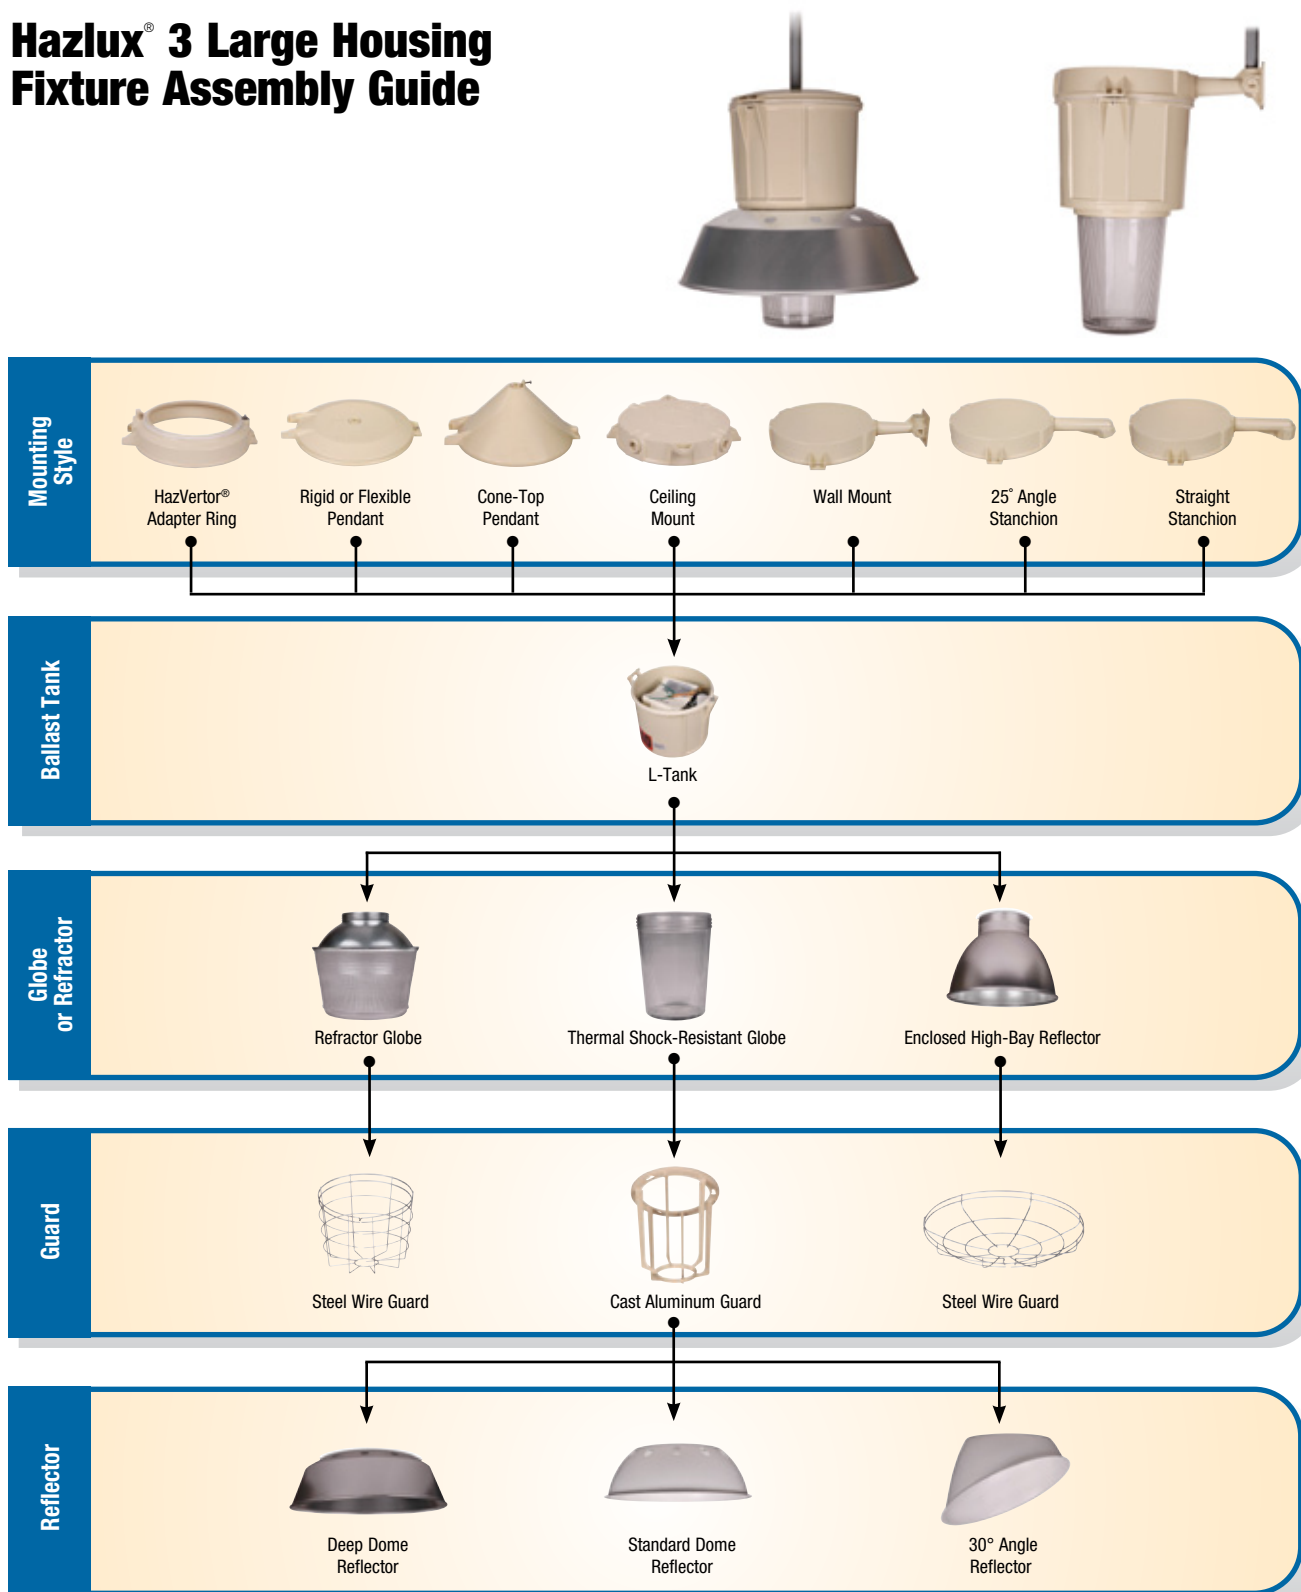 Hazlux® 3 Large Housing
Fixture Assembly Guide
Mounting
Style
HazVertor®
Adapter Ring
Rigid or Flexible
Pendant
Cone-Top
Pendant
Ceiling
Mount
Wall Mount
25° Angle
Stanchion
Straight
Stanchion
Ballast Tank
L-Tank
Globe
or Refractor
Refractor Globe
Thermal Shock-Resistant Globe
Enclosed High-Bay Reflector
Guard
Steel Wire Guard
Cast Aluminum Guard
Steel Wire Guard
Reflector
Deep Dome
Reflector
Standard Dome
Reflector
30° Angle
Reflector